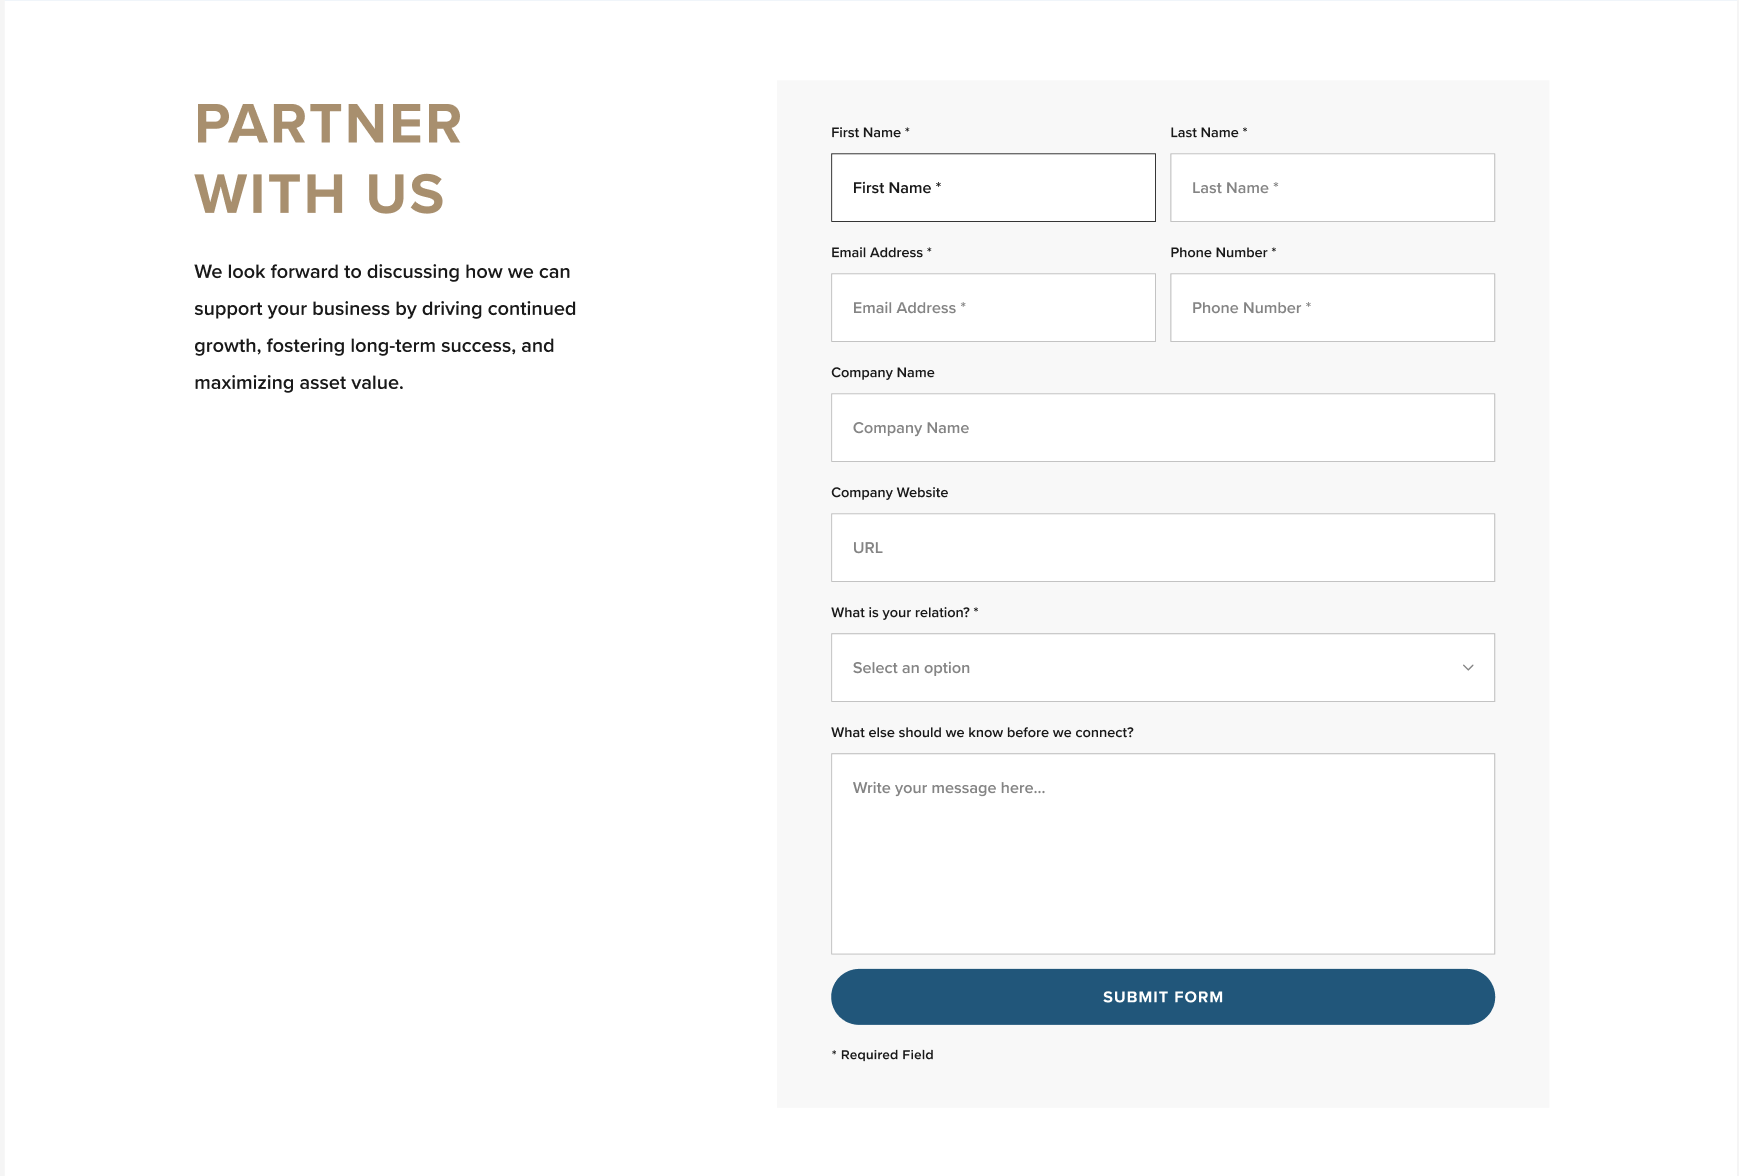 PARTNER
WITH US
We look forward to discussing how we can
support your business by driving continued
growth, fostering long-term success, and
maximizing asset value.
First Name *
First Name *
Last Name *
Last Name *
Email Address *
Email Address *
Phone Number *
Phone Number *
Company Name
Company Name
Company Website
URL
What is your relation? *
Select an option
What else should we know before we connect?
Write your message here...
SUBMIT FORM
* Required Field